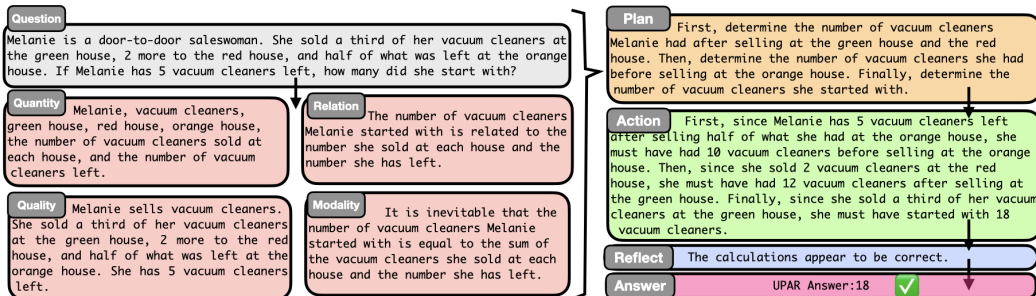 Question
Melanie is a door-to-door saleswoman. She sold a third of her vacuum cleaners at
the green house, 2 more to the red house, and half of what was left at the orange
house. If Melanie has 5 vacuum cleaners left, how many did she start with?
Quantity
Melanie, vacuum cleaners,
green house, red house, orange house,
the number of vacuum cleaners sold at
each house, and the number of vacuum
cleaners left.
Relation
The number of vacuum cleaners
Melanie started with is related to the
number she sold at each house and the
number she has left.
Quality
Melanie sells vacuum cleaners.
She sold a third of her vacuum cleaners
at the green house, 2 more to the red
house, and half of what was left at the
orange house. She has 5 vacuum cleaners
left.
Modality
It is inevitable that the
number of vacuum cleaners Melanie
started with is equal to the sum of
the vacuum cleaners she sold at each
house and the number she has left.
Plan
First, determine the number of vacuum cleaners
Melanie had after selling at the green house and the red
house. Then, determine the number of vacuum cleaners she had
before selling at the orange house. Finally, determine the
number of vacuum cleaners she started with.
Action
First, since Melanie has 5 vacuum cleaners left
after selling half of what she had at the orange house, she
must have had 10 vacuum cleaners before selling at the orange
house. Then, since she sold 2 vacuum cleaners at the red
house, she must have had 12 vacuum cleaners after selling at
the green house. Finally, since she sold a third of her vacuum
cleaners at the green house, she must have started with 18
vacuum cleaners.
Reflect
The calculations appear to be correct.
Answer
UPAR Answer:18